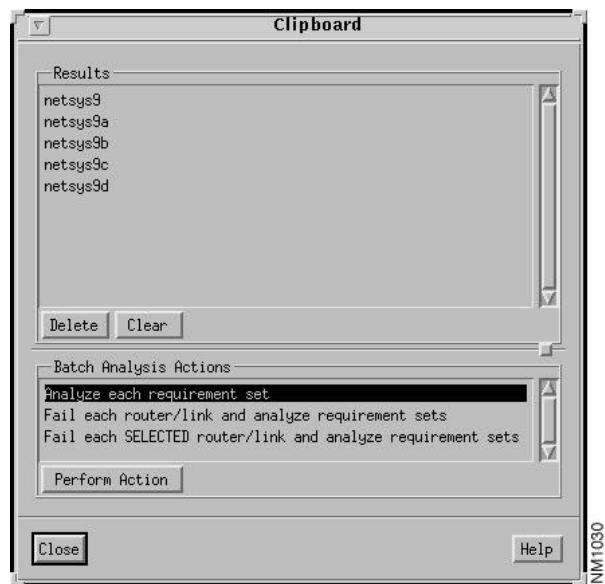 Clipboard
Results
netsys9
netsys9a
netsys9b
netsys9c
netsys9d
Delete Clear
Batch Analysis Actions
Analyze each requirement set
Fail each router/link and analyze requirement sets
Fail each SELECTED router/link and analyze requirement sets
Perform Action
Close Help
NM1030